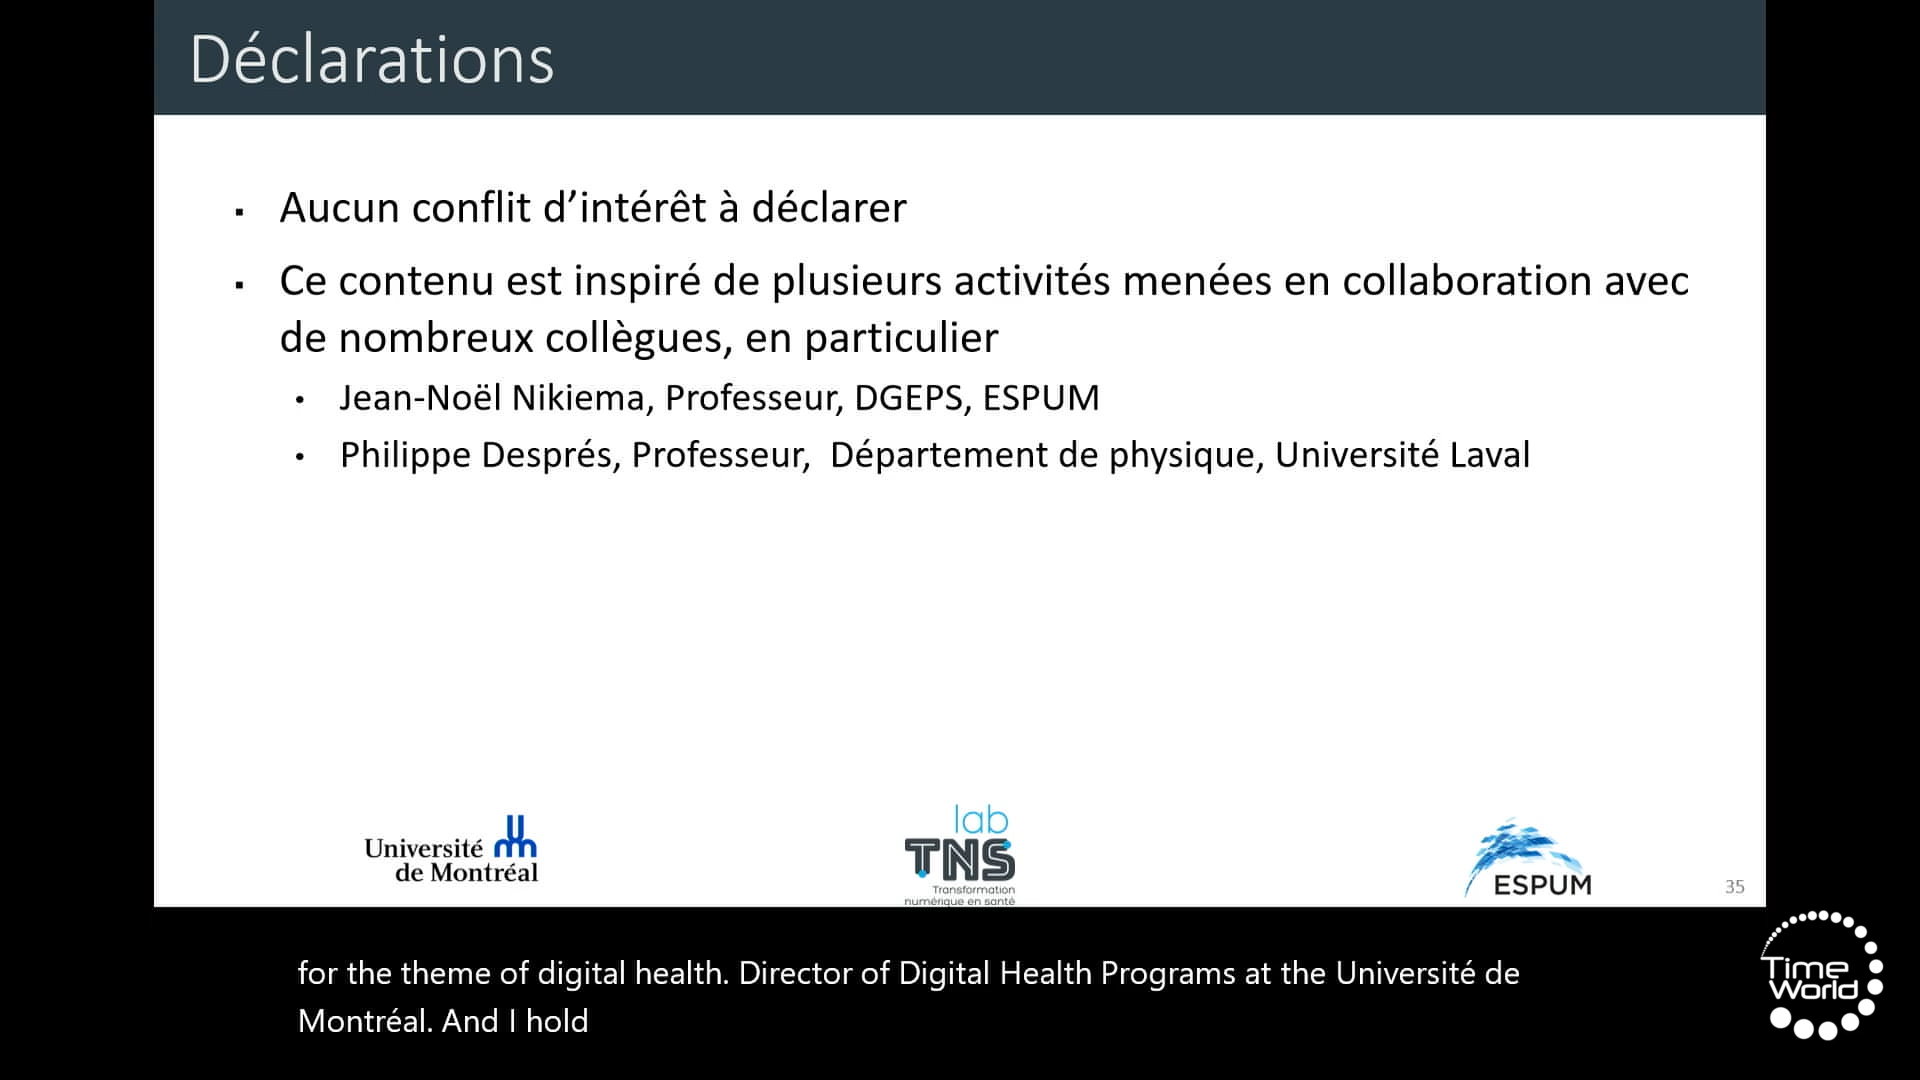 Déclarations
▪ Aucun conflit d’intérêt à déclarer
▪ Ce contenu est inspiré de plusieurs activités menées en collaboration avec
de nombreux collègues, en particulier
• Jean-Noël Nikiema, Professeur, DGEPS, ESPUM
• Philippe Després, Professeur,  Département de physique, Université Laval
Université
de Montréal
lab
TNS
Transformation
numérique en santé
ESPUM
35
for the theme of digital health. Director of Digital Health Programs at the Université de
Montréal. And I hold
Time
World